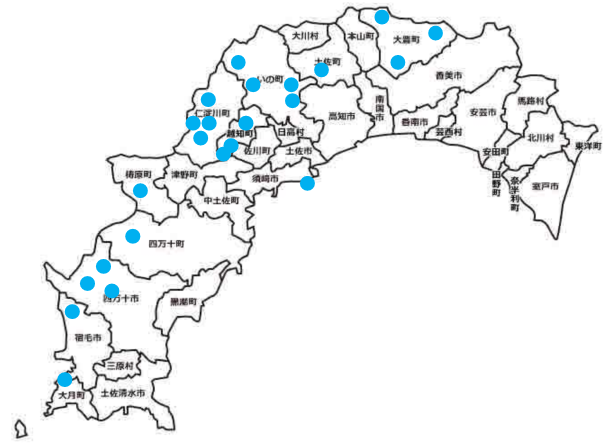 大川村
本山町
大豊町
土佐町
いの町
香美市
仁淀川町
高知市
南国市
香南市
芸西村
安芸市
馬路村
北川村
東洋町
安田町
田野町
奈半利町
室戸市
越知町
日高村
佐川町
土佐市
須崎市
津野町
梼原町
中土佐町
四万十町
四万十市
黒潮町
宿毛市
三原村
大月町
土佐清水市